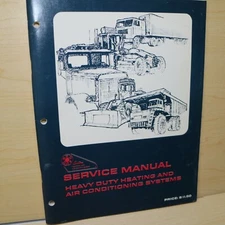 SERVICE MANUAL
HEAVY DUTY HEATING AND
AIR CONDITIONING SYSTEMS